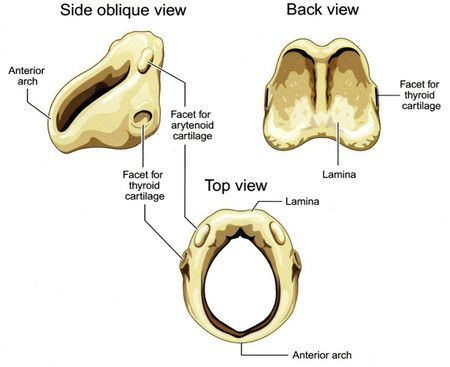 Side oblique view
Back view
Anterior
arch
Facet for
arytenoid
cartilage
Facet for
thyroid
cartilage
Facet for
thyroid
cartilage
Lamina
Top view
Lamina
Anterior arch